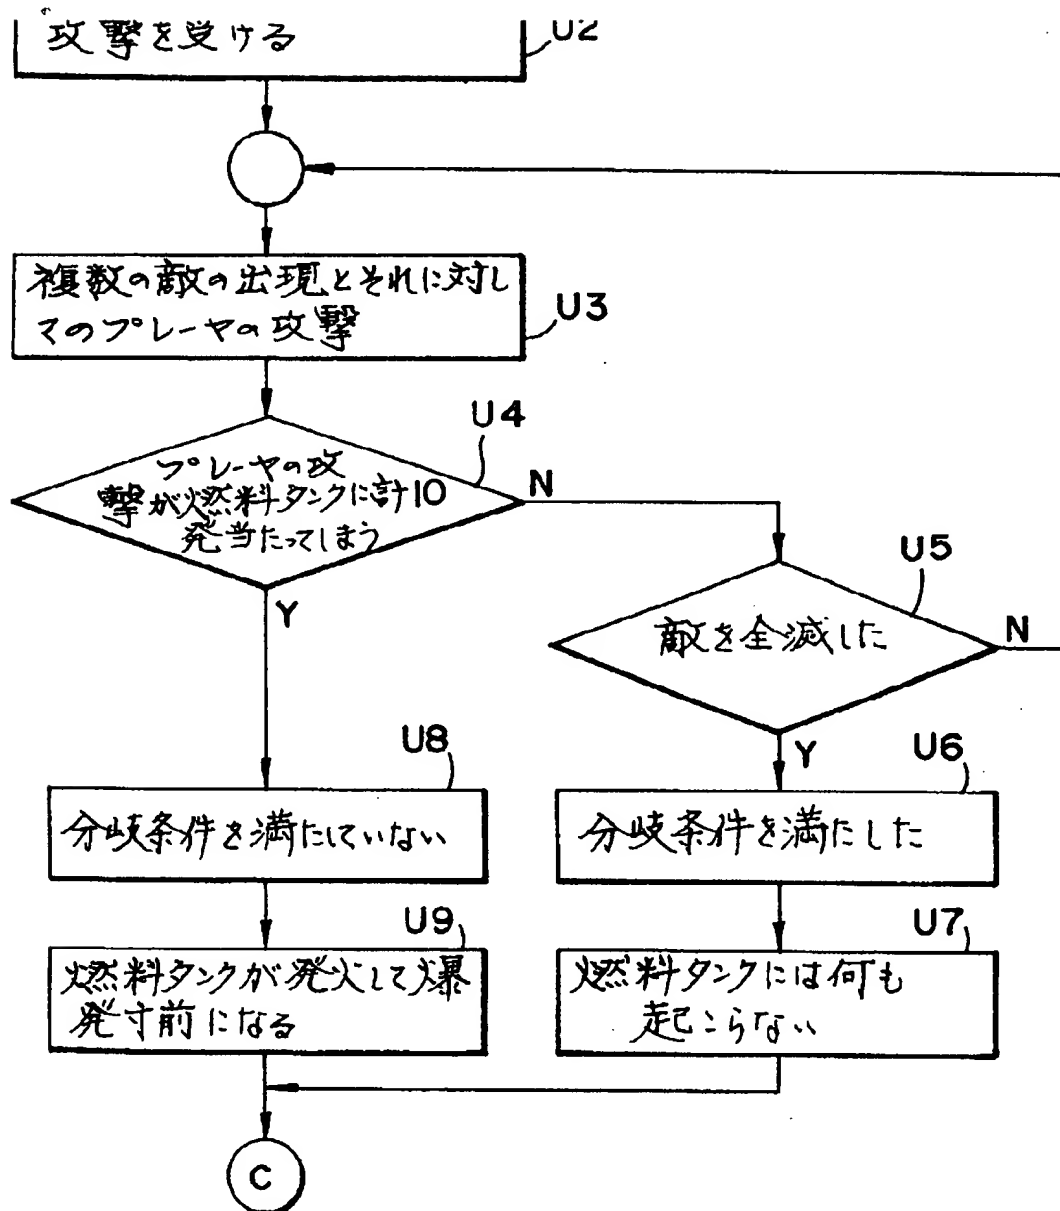 攻撃を受ける
U2
複数の敵の出現とそれに対し
てのプレーヤの攻撃
U3
U4
プレーヤの攻
撃が燃料タンクに計10
発当たってしまう
N
Y
U5
敵を全滅した
N
Y
U8
分岐条件を満たしていない
U6
分岐条件を満たした
U9
燃料タンクが発火して爆
発寸前になる
U7
燃料タンクには何も
起こらない
C